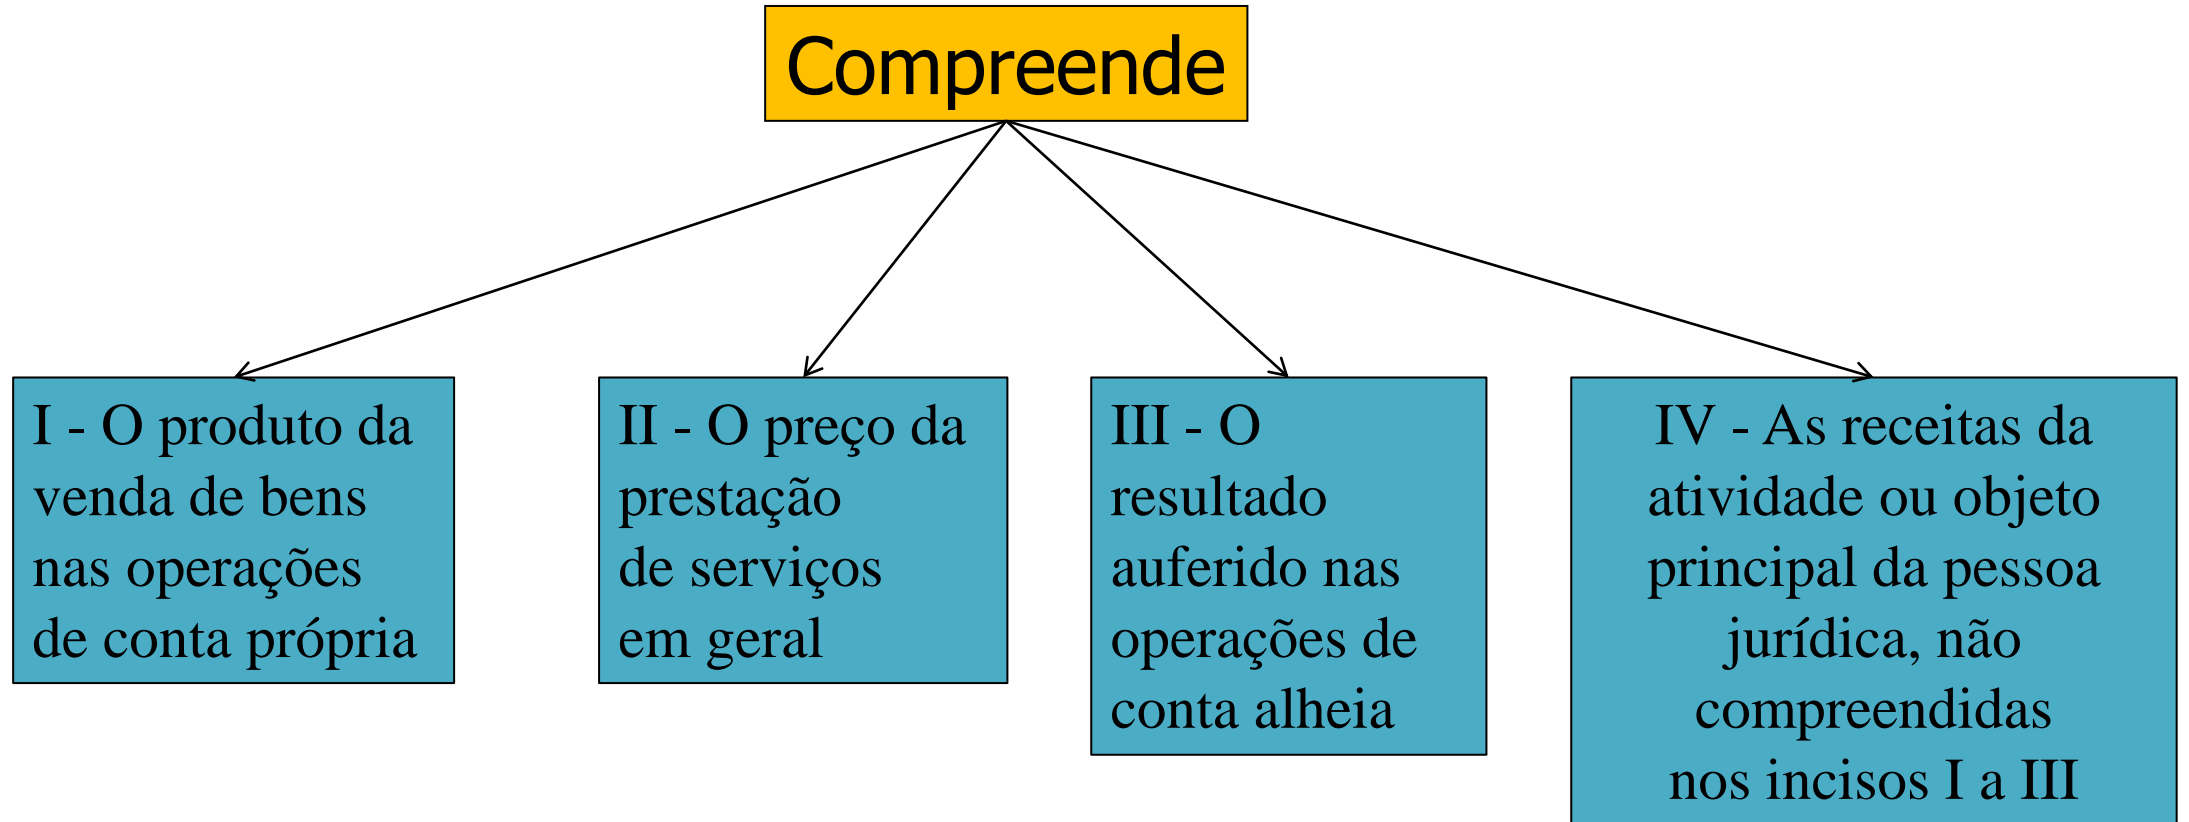 Compreende
I - O produto da
venda de bens
nas operações
de conta própria
II - O preço da
prestação
de serviços
em geral
III - O
resultado
auferido nas
operações de
conta alheia
IV - As receitas da
atividade ou objeto
principal da pessoa
jurídica, não
compreendidas
nos incisos I a III